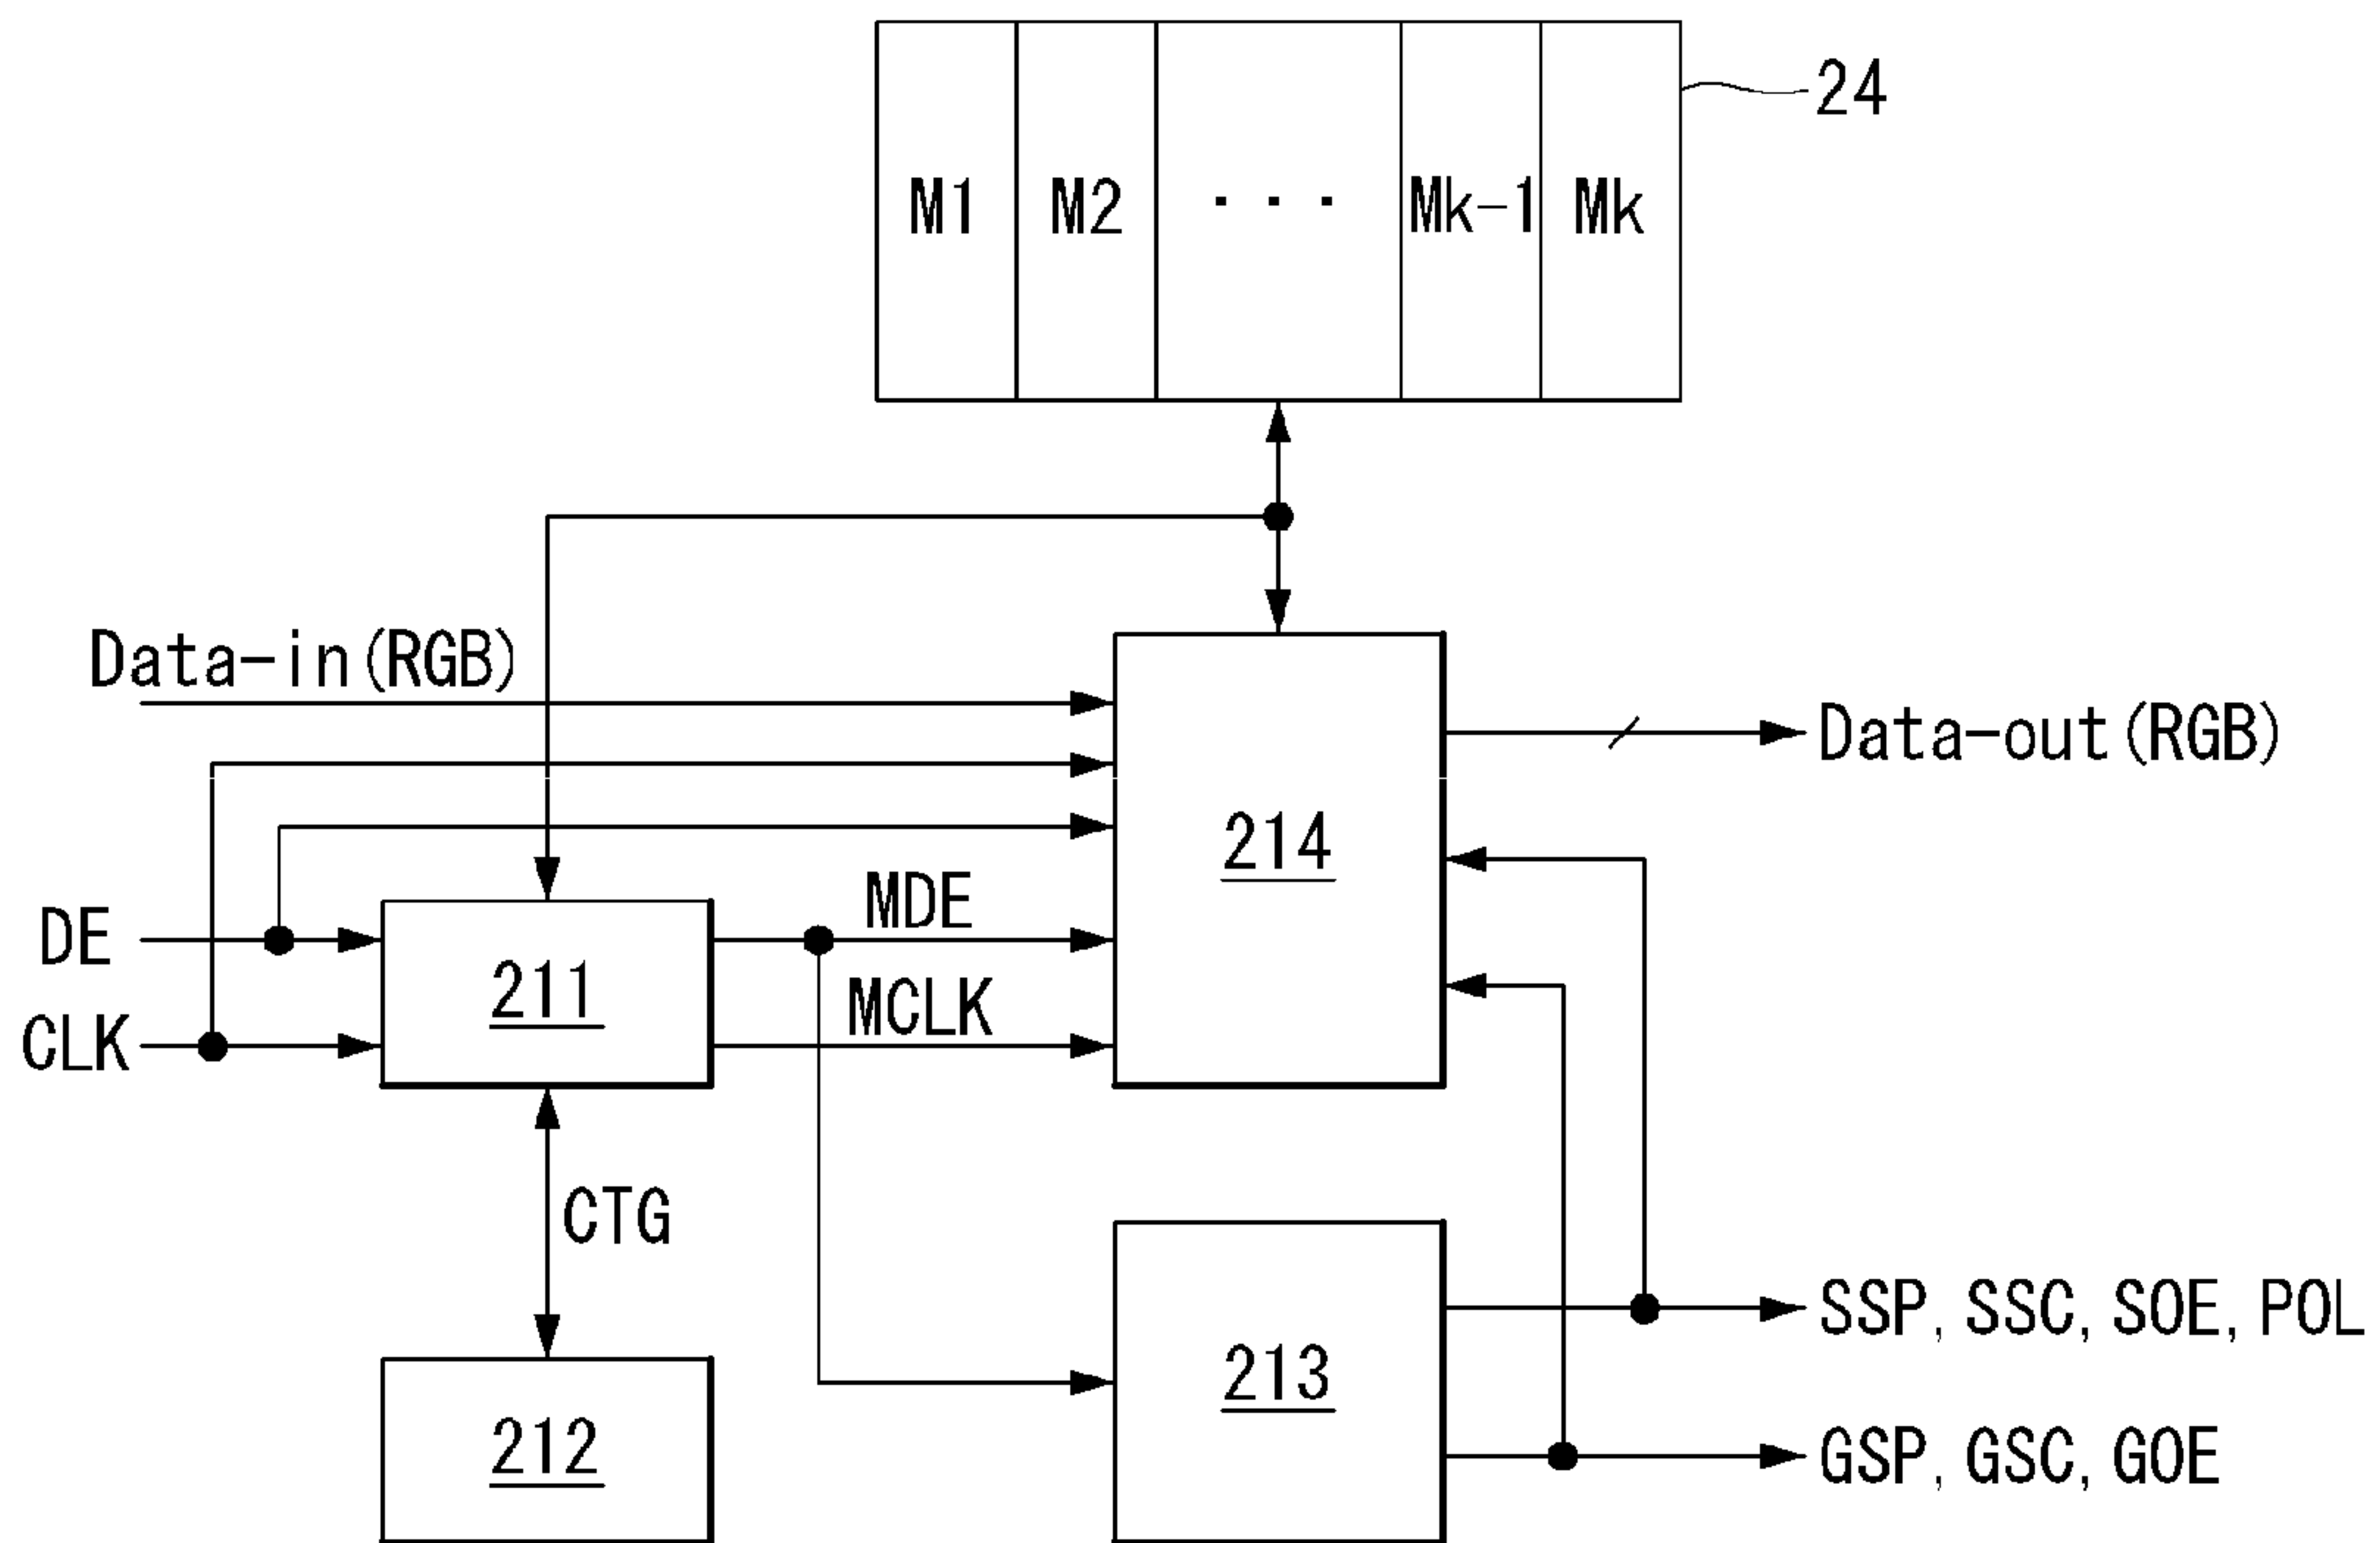 24
M1 M2 ... Mk-1 Mk
Data-in(RGB)
Data-out(RGB)
214
DE
MDE
211
CLK
MCLK
CTG
SSP, SSC, SOE, POL
213
212
GSP, GSC, GOE